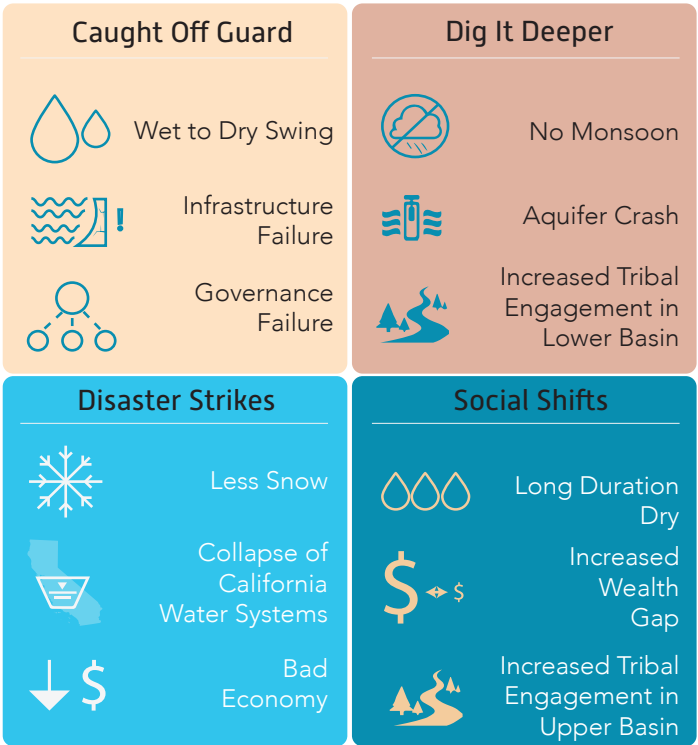 Caught Off Guard
Wet to Dry Swing
!
Infrastructure
Failure
Governance
Failure
Dig It Deeper
No Monsoon
Aquifer Crash
Increased Tribal
Engagement in
Lower Basin
Disaster Strikes
Less Snow
Collapse of
California
Water Systems
$
Bad
Economy
Social Shifts
Long Duration
Dry
$ $
Increased
Wealth
Gap
Increased Tribal
Engagement in
Upper Basin